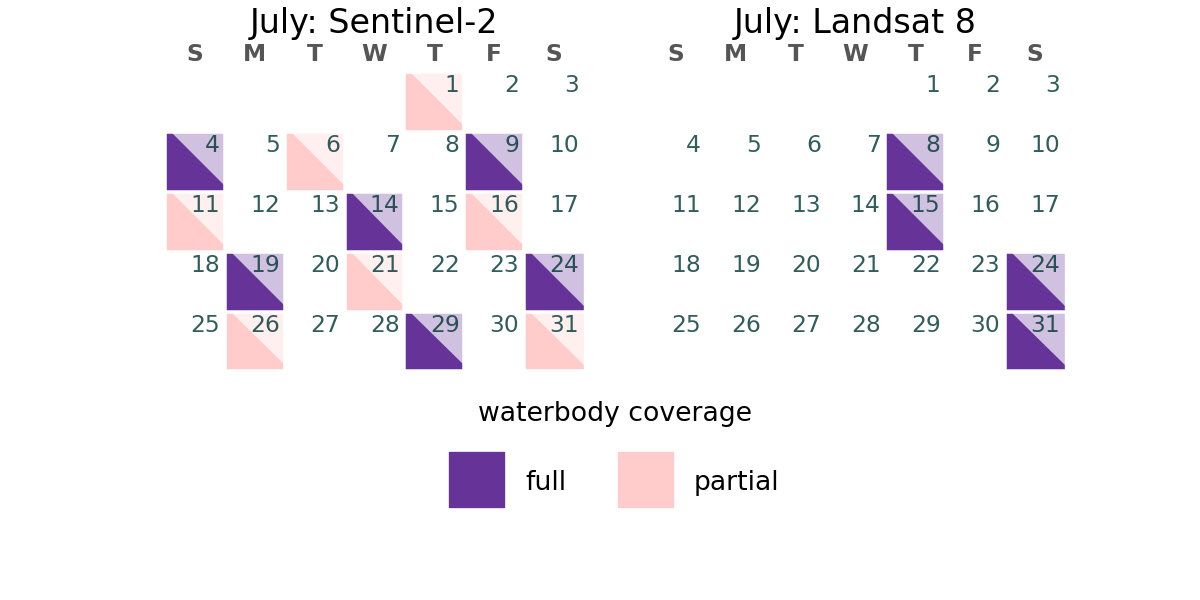 July: Sentinel-2
S M T W T F S
1 2 3
4 5 6 7 8 9 10
11 12 13 14 15 16 17
18 19 20 21 22 23 24
25 26 27 28 29 30 31
July: Landsat 8
S M T W T F S
1 2 3
4 5 6 7 8 9 10
11 12 13 14 15 16 17
18 19 20 21 22 23 24
25 26 27 28 29 30 31
waterbody coverage
full partial